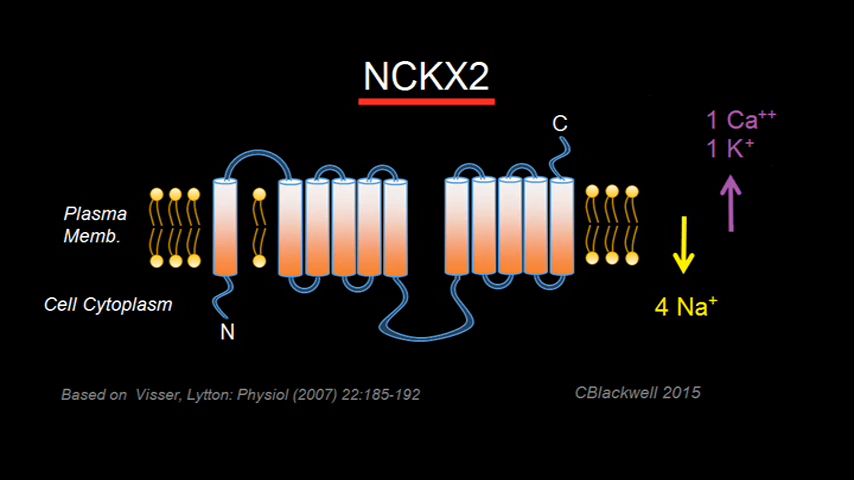 NCKX2
C
1 Ca⁺⁺
1 K⁺
Plasma
Memb.
Cell Cytoplasm
4 Na⁺
N
Based on Visser, Lytton: Physiol (2007) 22:185-192
CBlackwell 2015